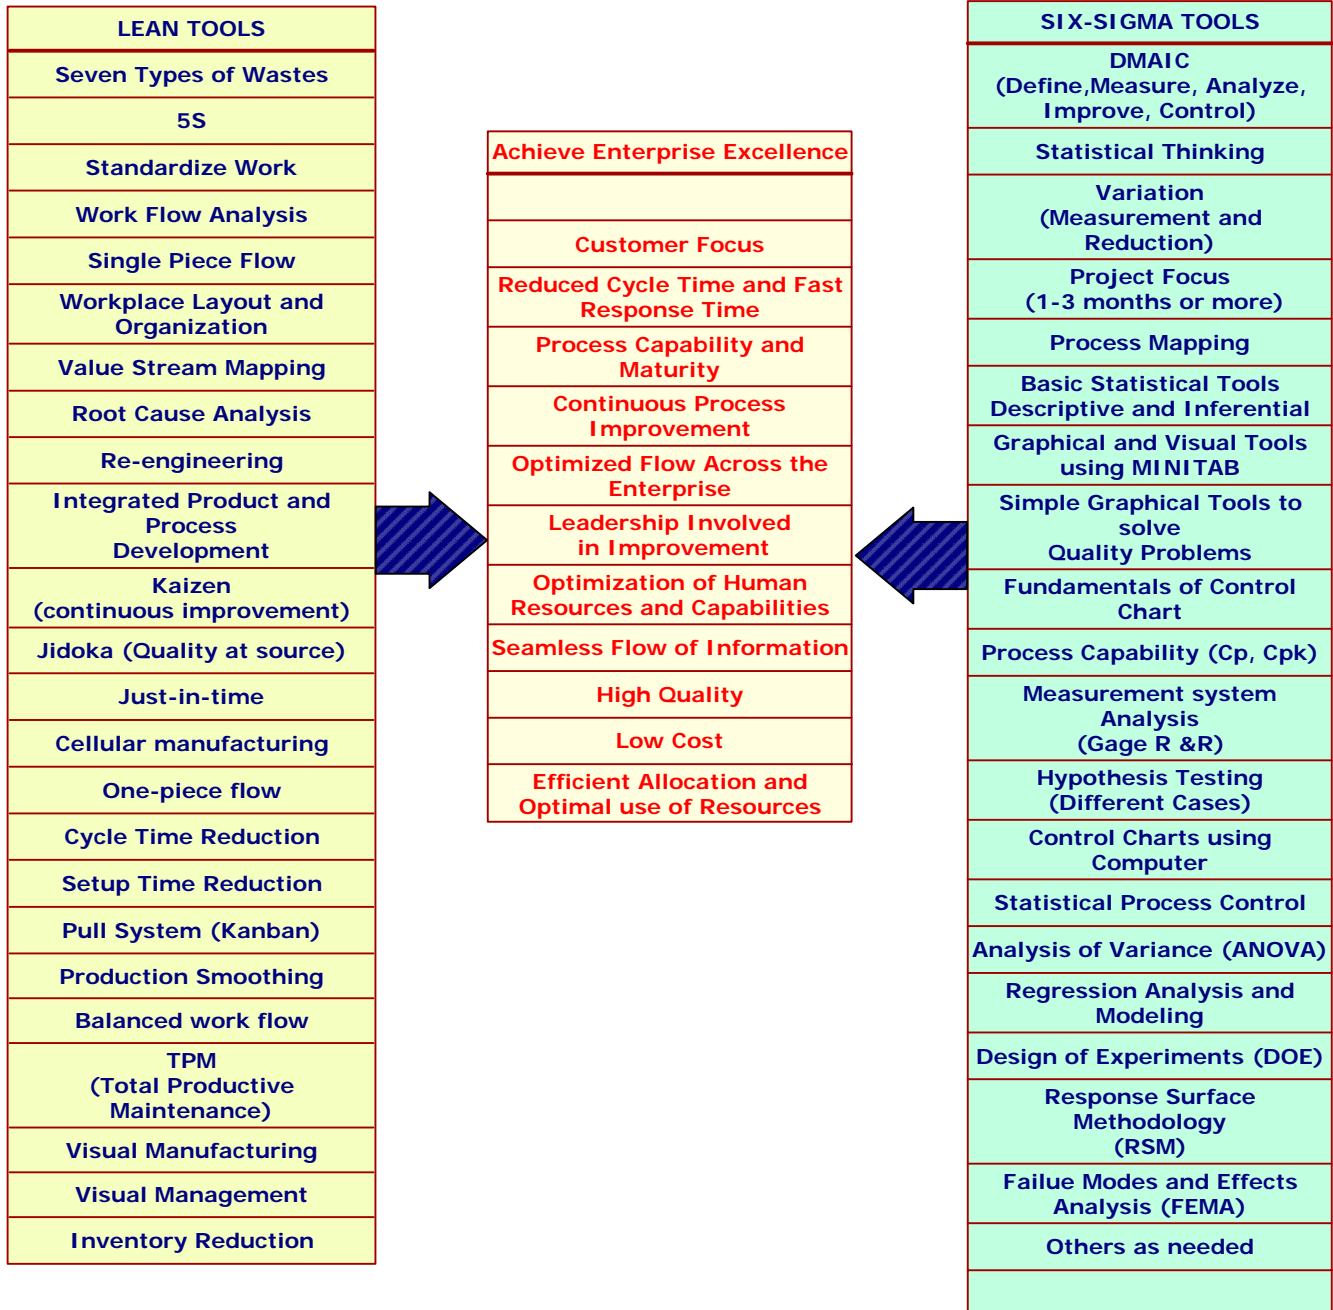 LEAN TOOLS
Seven Types of Wastes
5S
Standardize Work
Work Flow Analysis
Single Piece Flow
Workplace Layout and
Organization
Value Stream Mapping
Root Cause Analysis
Re-engineering
Integrated Product and
Process
Development
Kaizen
(continuous improvement)
Jidoka (Quality at source)
Just-in-time
Cellular manufacturing
One-piece flow
Cycle Time Reduction
Setup Time Reduction
Pull System (Kanban)
Production Smoothing
Balanced work flow
TPM
(Total Productive
Maintenance)
Visual Manufacturing
Visual Management
Inventory Reduction
Achieve Enterprise Excellence
Customer Focus
Reduced Cycle Time and Fast
Response Time
Process Capability and
Maturity
Continuous Process
Improvement
Optimized Flow Across the
Enterprise
Leadership Involved
in Improvement
Optimization of Human
Resources and Capabilities
Seamless Flow of Information
High Quality
Low Cost
Efficient Allocation and
Optimal use of Resources
SIX-SIGMA TOOLS
DMAIC
(Define,Measure, Analyze,
Improve, Control)
Statistical Thinking
Variation
(Measurement and
Reduction)
Project Focus
(1-3 months or more)
Process Mapping
Basic Statistical Tools
Descriptive and Inferential
Graphical and Visual Tools
using MINITAB
Simple Graphical Tools to
solve
Quality Problems
Fundamentals of Control
Chart
Process Capability (Cp, Cpk)
Measurement system
Analysis
(Gage R &R)
Hypothesis Testing
(Different Cases)
Control Charts using
Computer
Statistical Process Control
Analysis of Variance (ANOVA)
Regression Analysis and
Modeling
Design of Experiments (DOE)
Response Surface
Methodology
(RSM)
Failue Modes and Effects
Analysis (FEMA)
Others as needed